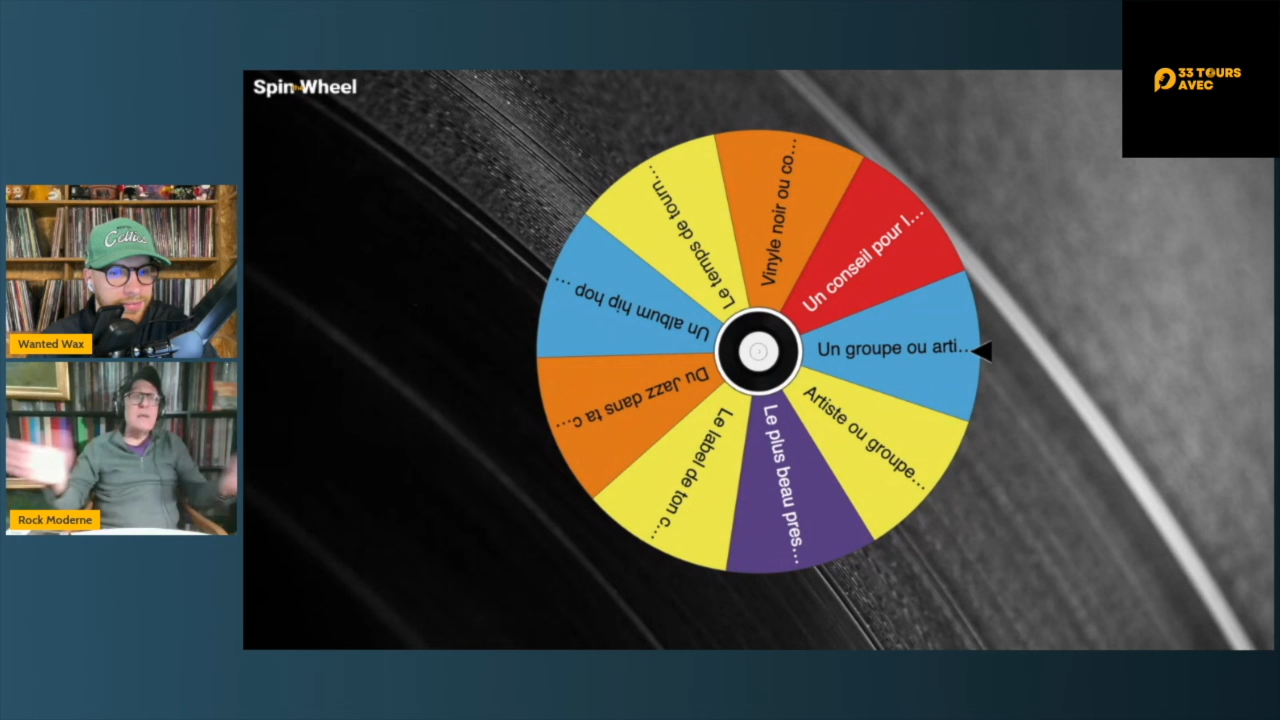 Spin The Wheel
33 TOURS
AVEC
Celtics
Wanted Wax
Rock Moderne
Vinyle noir ou co...
Un conseil pour l...
Un groupe ou arti...
Artiste ou groupe...
Le plus beau pres...
Le label de ton c...
Du Jazz dans ta c...
Un album hip hop ...
Le temps de tourn...